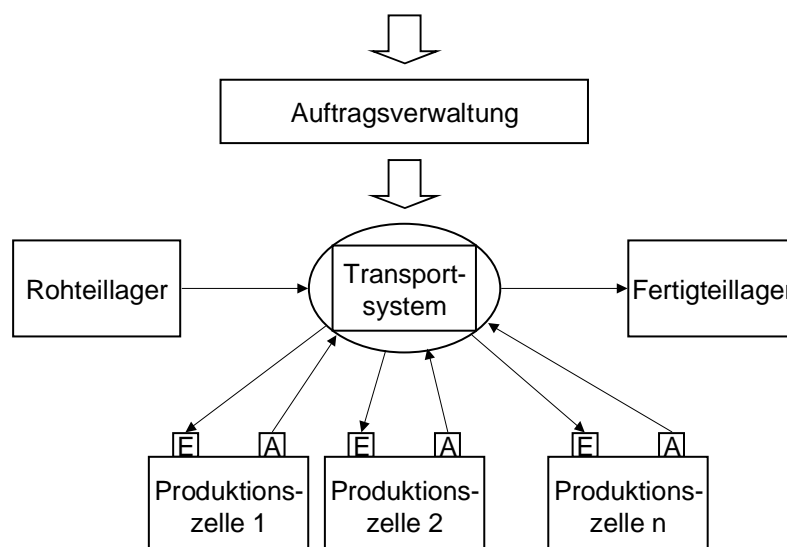 Auftragsverwaltung
Rohteillager
Transport-
system
Fertigteillager
E A E A E A
Produktions-
zelle 1
Produktions-
zelle 2
Produktions-
zelle n